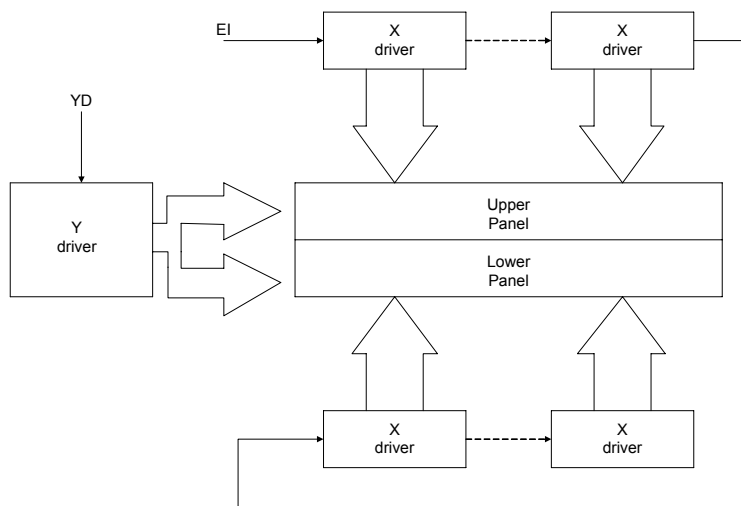 EI
X
driver
X
driver
YD
Y
driver
Upper
Panel
Lower
Panel
X
driver
X
driver